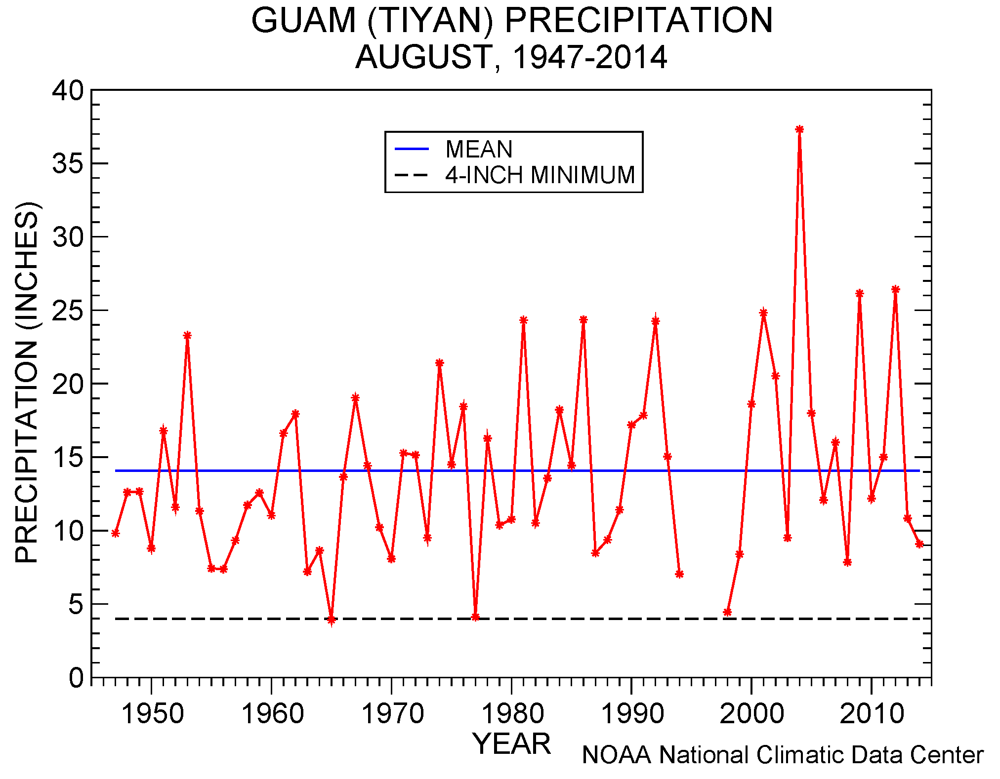 GUAM (TIYAN) PRECIPITATION
AUGUST, 1947-2014
40
35
30
25
20
15
10
5
0
PRECIPITATION (INCHES)
MEAN
4-INCH MINIMUM
1950 1960 1970 1980 1990 2000 2010
YEAR
NOAA National Climatic Data Center